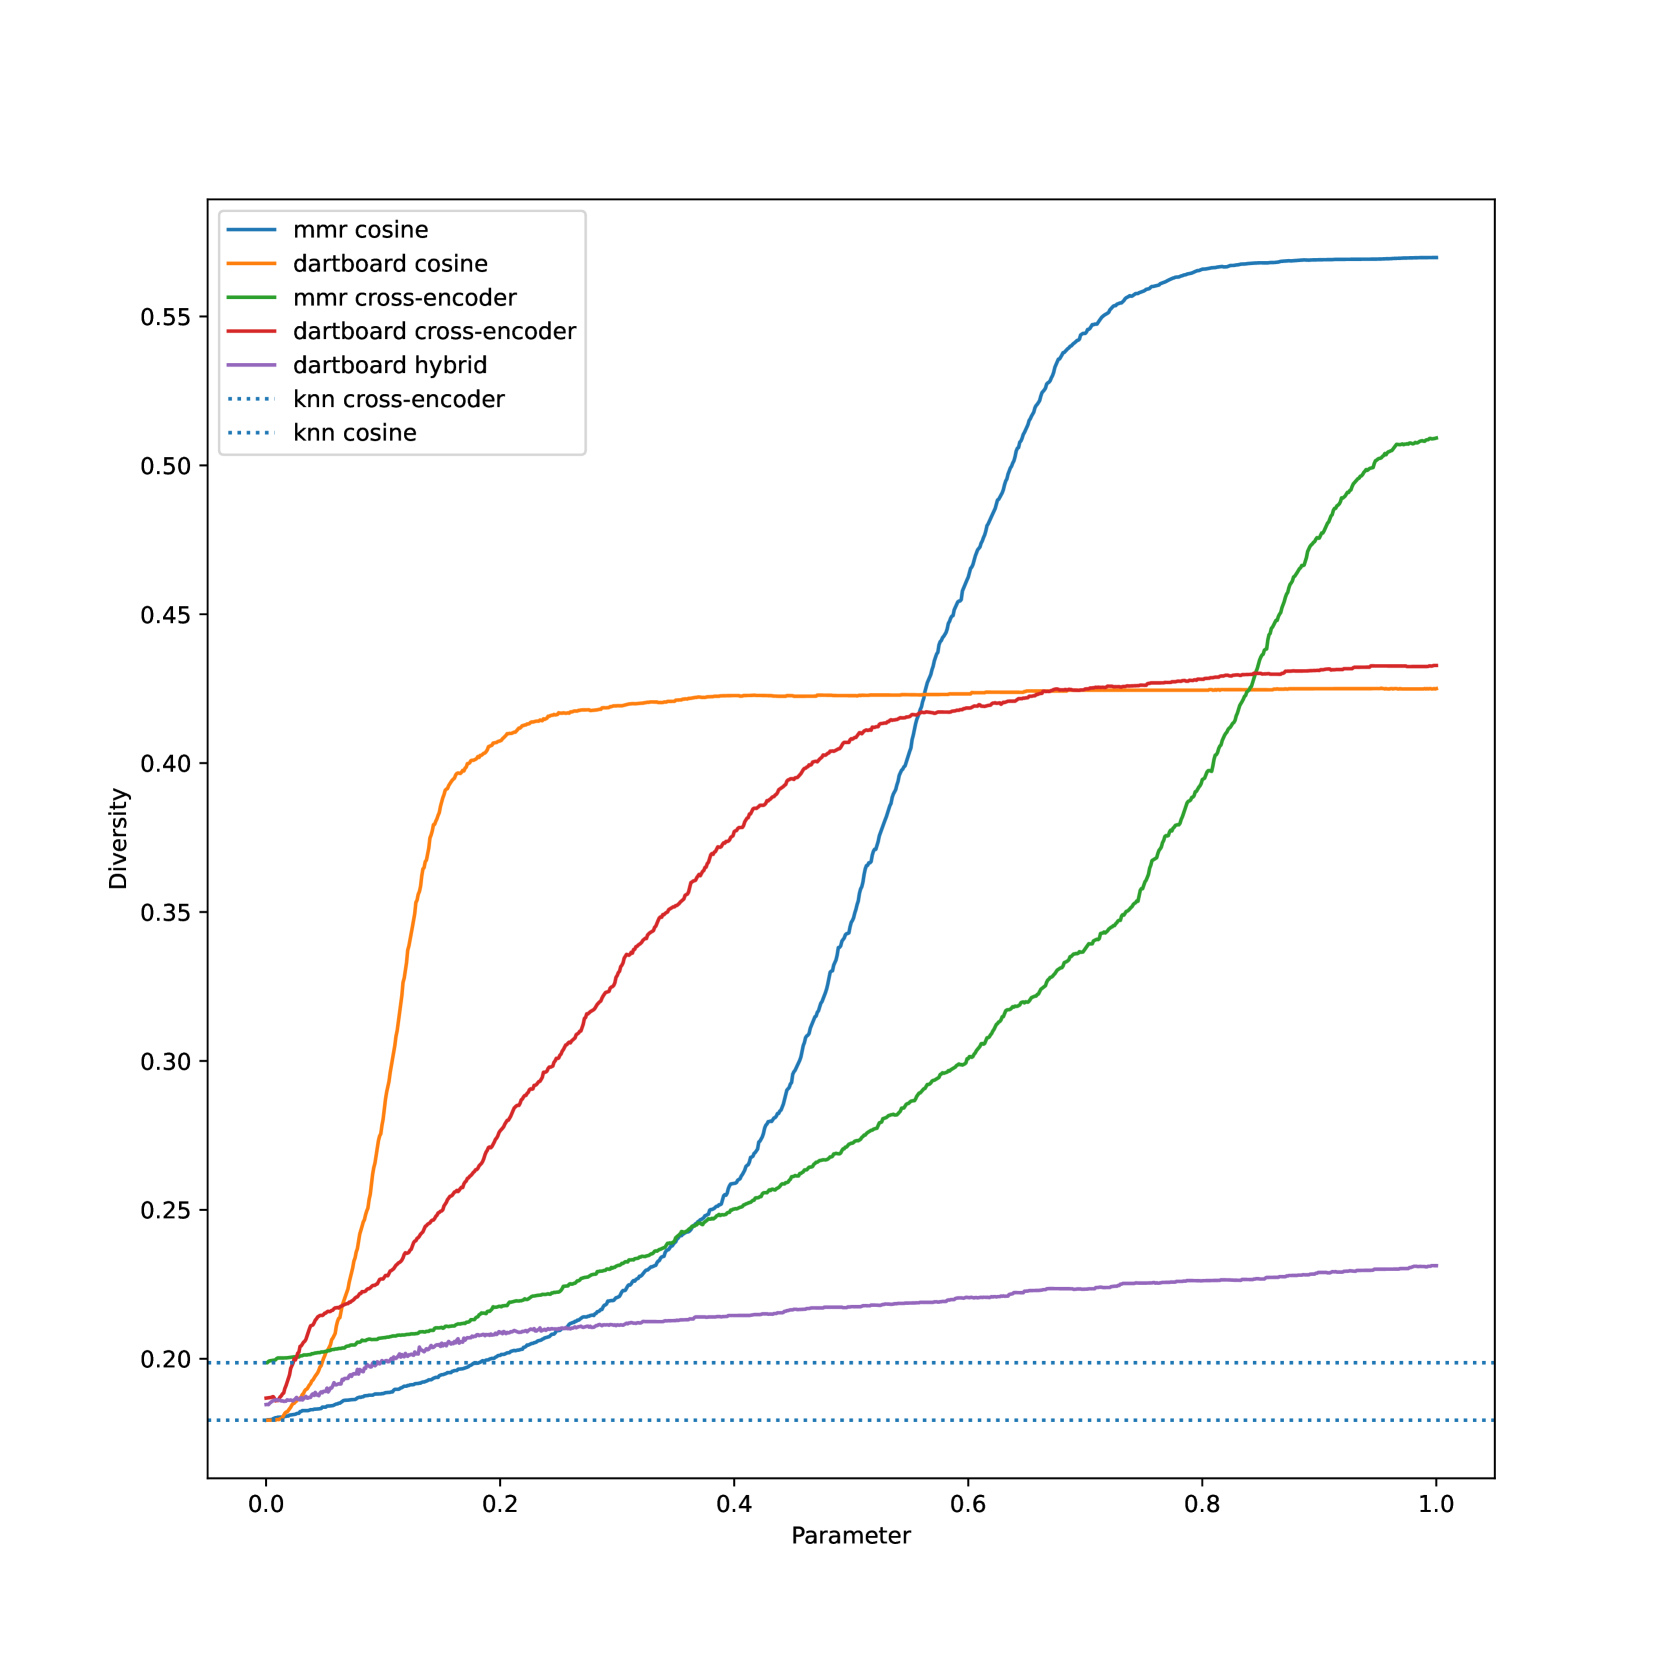 mmr cosine
dartboard cosine
mmr cross-encoder
dartboard cross-encoder
dartboard hybrid
knn cross-encoder
knn cosine
0.55
0.50
0.45
0.40
0.35
0.30
0.25
0.20
Diversity
0.0 0.2 0.4 0.6 0.8 1.0
Parameter